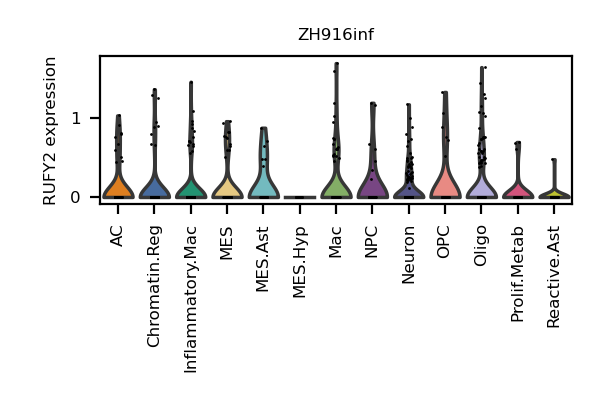 ZH916inf
RUFY2 expression
1
0
AC
Chromatin.Reg
Inflammatory.Mac
MES
MES.Ast
MES.Hyp
Mac
NPC
Neuron
OPC
Oligo
Prolif.Metab
Reactive.Ast